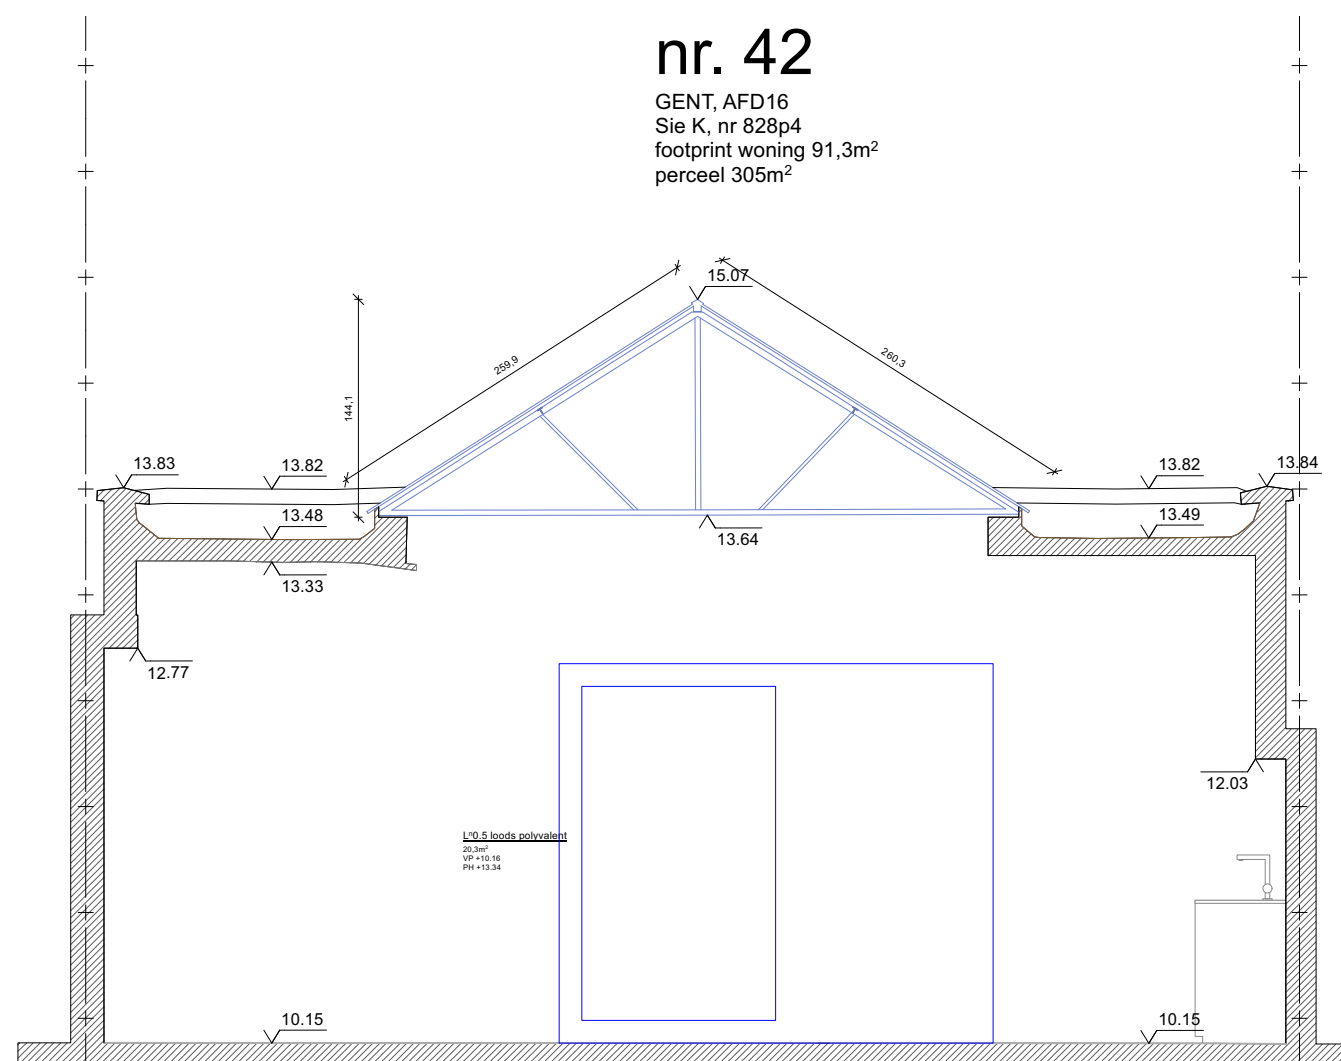 nr. 42
GENT, AFD16
Sie K, nr 828p4
footprint woning 91,3m²
perceel 305m²
15.07
259,9
260,3
144,1
13.83
13.82
13.82
13.84
13.48
13.49
13.64
13.33
12.77
12.03
Lⁿ0.5 loods polyvalent
20,3m²
VP +10.16
PH +13.34
10.15
10.15